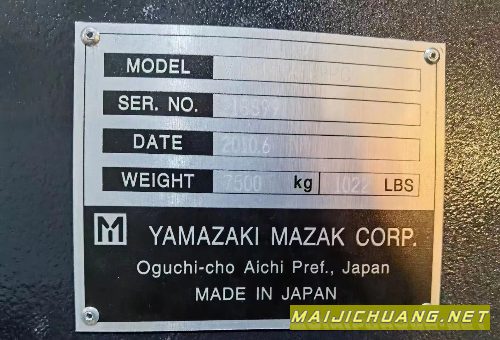 MODEL
SER. NO.
DATE 2010.6
WEIGHT 7500 kg LBS
YAMAZAKI MAZAK CORP.
Oguchi-cho Aichi Pref., Japan
MADE IN JAPAN
MAIJICHUANG.NET